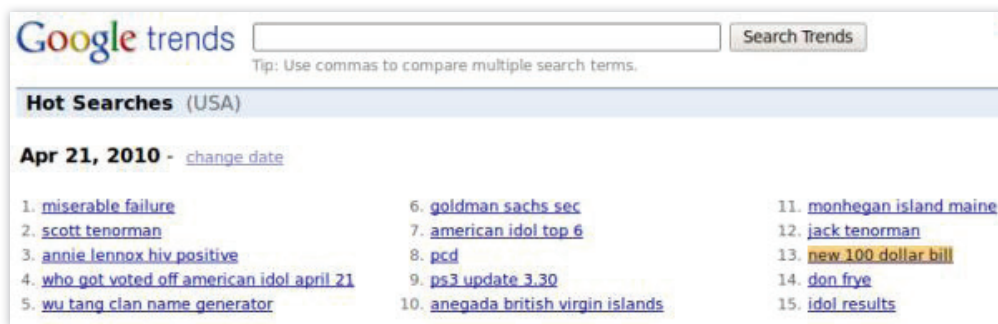 Google trends
Search Trends
Tip: Use commas to compare multiple search terms.
Hot Searches (USA)
Apr 21, 2010 - change date
1. miserable failure
2. scott tenorman
3. annie lennox hiv positive
4. who got voted off american idol april 21
5. wu tang clan name generator
6. goldman sachs sec
7. american idol top 6
8. pcd
9. ps3 update 3.30
10. anegada british virgin islands
11. monhegan island maine
12. jack tenorman
13. new 100 dollar bill
14. don frye
15. idol results